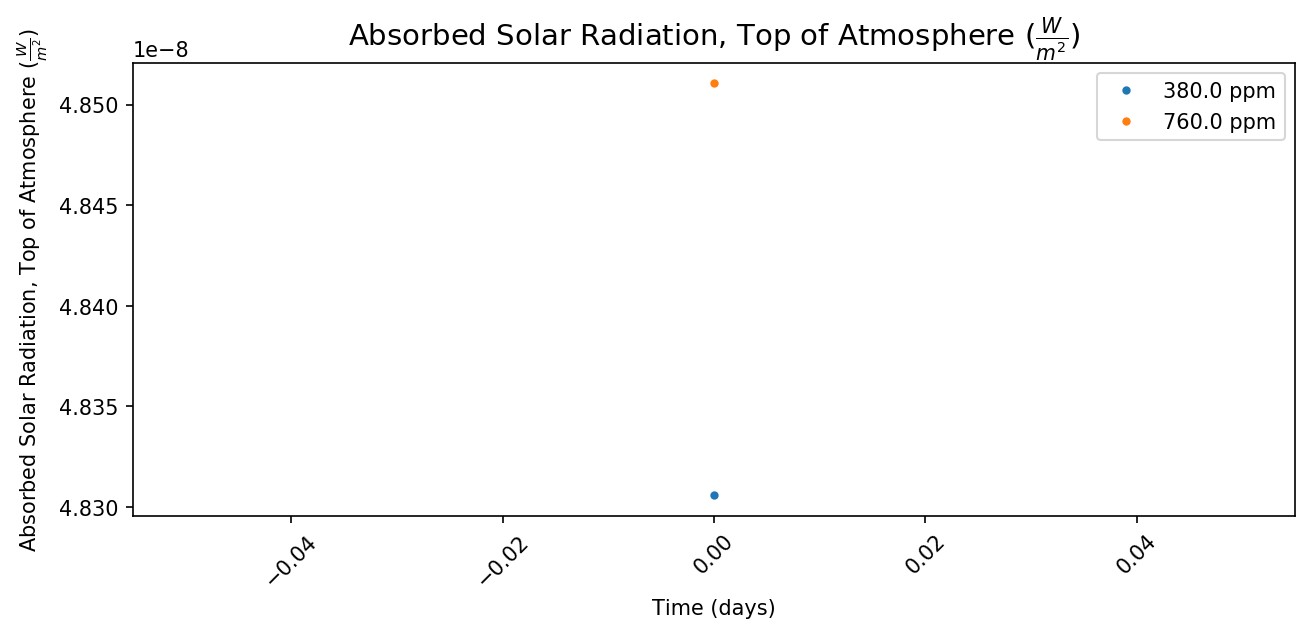 Absorbed Solar Radiation, Top of Atmosphere (W/m²)
1e−8
Absorbed Solar Radiation, Top of Atmosphere (W/m²)
4.850
4.845
4.840
4.835
4.830
380.0 ppm
760.0 ppm
−0.04
−0.02
0.00
0.02
0.04
Time (days)